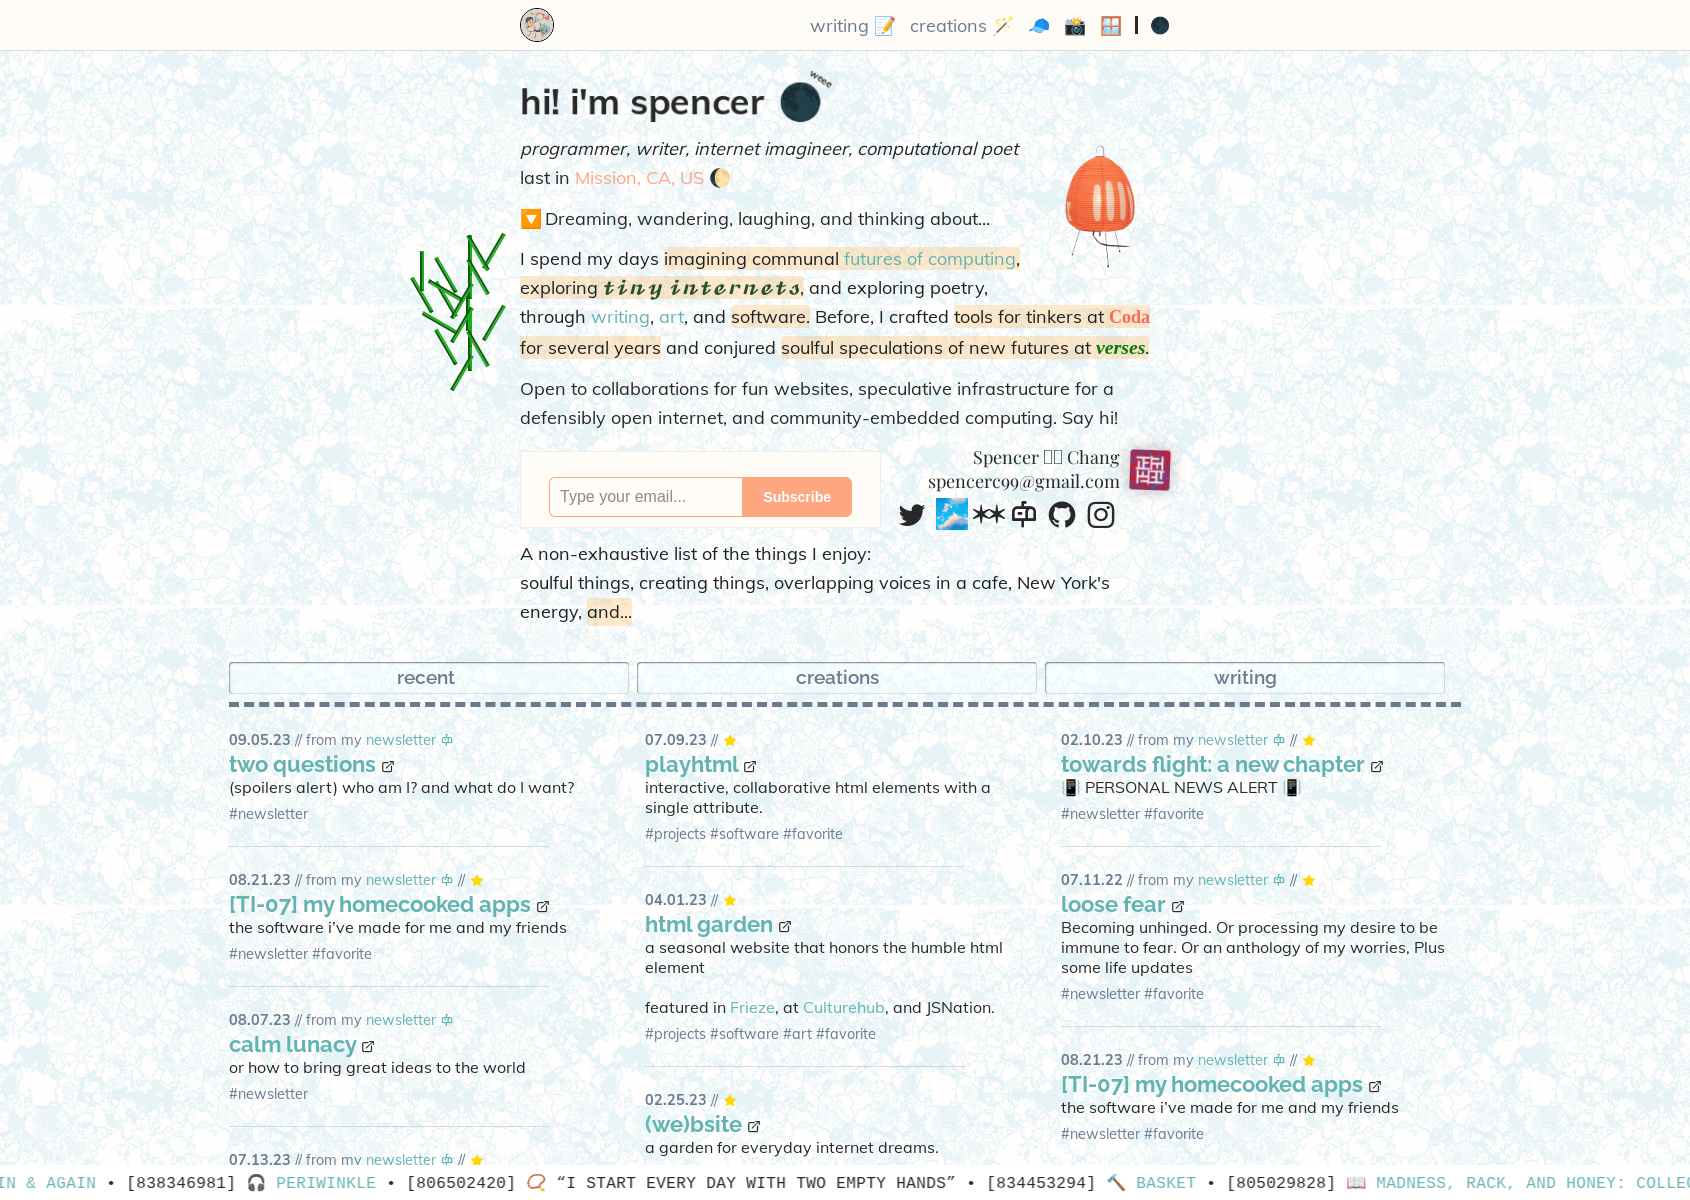 writing 📝 creations 🪄 🧢 📸 🪟 | 🌑
hi! i'm spencer 🌑 weee
programmer, writer, internet imagineer, computational poet
last in Mission, CA, US 🌔
🔽 Dreaming, wandering, laughing, and thinking about...
I spend my days imagining communal futures of computing,
exploring tiny internets, and exploring poetry,
through writing, art, and software. Before, I crafted tools for tinkers at Coda
for several years and conjured soulful speculations of new futures at verses.
Open to collaborations for fun websites, speculative infrastructure for a
defensibly open internet, and community-embedded computing. Say hi!
Type your email...
Subscribe
Spencer Chang
spencerc99@gmail.com
A non-exhaustive list of the things I enjoy:
soulful things, creating things, overlapping voices in a cafe, New York's
energy, and...
recent
creations
writing
09.05.23 // from my newsletter
two questions
(spoilers alert) who am I? and what do I want?
#newsletter
08.21.23 // from my newsletter // ⭐
[TI-07] my homecooked apps
the software i've made for me and my friends
#newsletter #favorite
08.07.23 // from my newsletter
calm lunacy
or how to bring great ideas to the world
#newsletter
07.13.23 // from my newsletter // ⭐
07.09.23 // ⭐
playhtml
interactive, collaborative html elements with a
single attribute.
#projects #software #favorite
04.01.23 // ⭐
html garden
a seasonal website that honors the humble html
element
featured in Frieze, at Culturehub, and JSNation.
#projects #software #art #favorite
02.25.23 // ⭐
(we)bsite
a garden for everyday internet dreams.
02.10.23 // from my newsletter // ⭐
towards flight: a new chapter
📳 PERSONAL NEWS ALERT 📳
#newsletter #favorite
07.11.22 // from my newsletter // ⭐
loose fear
Becoming unhinged. Or processing my desire to be
immune to fear. Or an anthology of my worries, Plus
some life updates
#newsletter #favorite
08.21.23 // from my newsletter // ⭐
[TI-07] my homecooked apps
the software i've made for me and my friends
#newsletter #favorite
IN & AGAIN • [838346981] 🎧 PERIWINKLE • [806502420] 📿 “I START EVERY DAY WITH TWO EMPTY HANDS” • [834453294] 🔨 BASKET • [805029828] 📖 MADNESS, RACK, AND HONEY: COLLEC